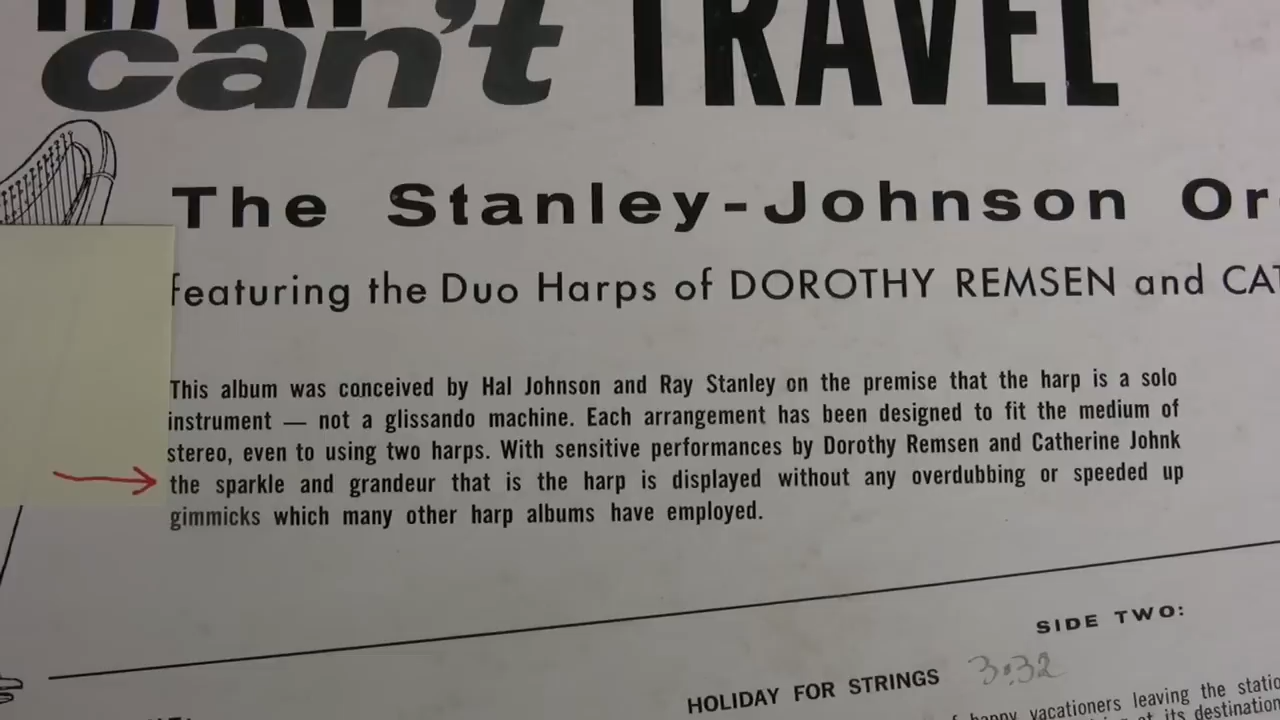 can't TRAVEL
The Stanley-Johnson
featuring the Duo Harps of DOROTHY REMSEN and
This album was conceived by Hal Johnson and Ray Stanley on the premise that the harp is a solo
instrument — not a glissando machine. Each arrangement has been designed to fit the medium of
stereo, even to using two harps. With sensitive performances by Dorothy Remsen and Catherine Johnk
the sparkle and grandeur that is the harp is displayed without any overdubbing or speeded up
gimmicks which many other harp albums have employed.
SIDE TWO:
HOLIDAY FOR STRINGS 3:32
vacationers leaving the
at its destination